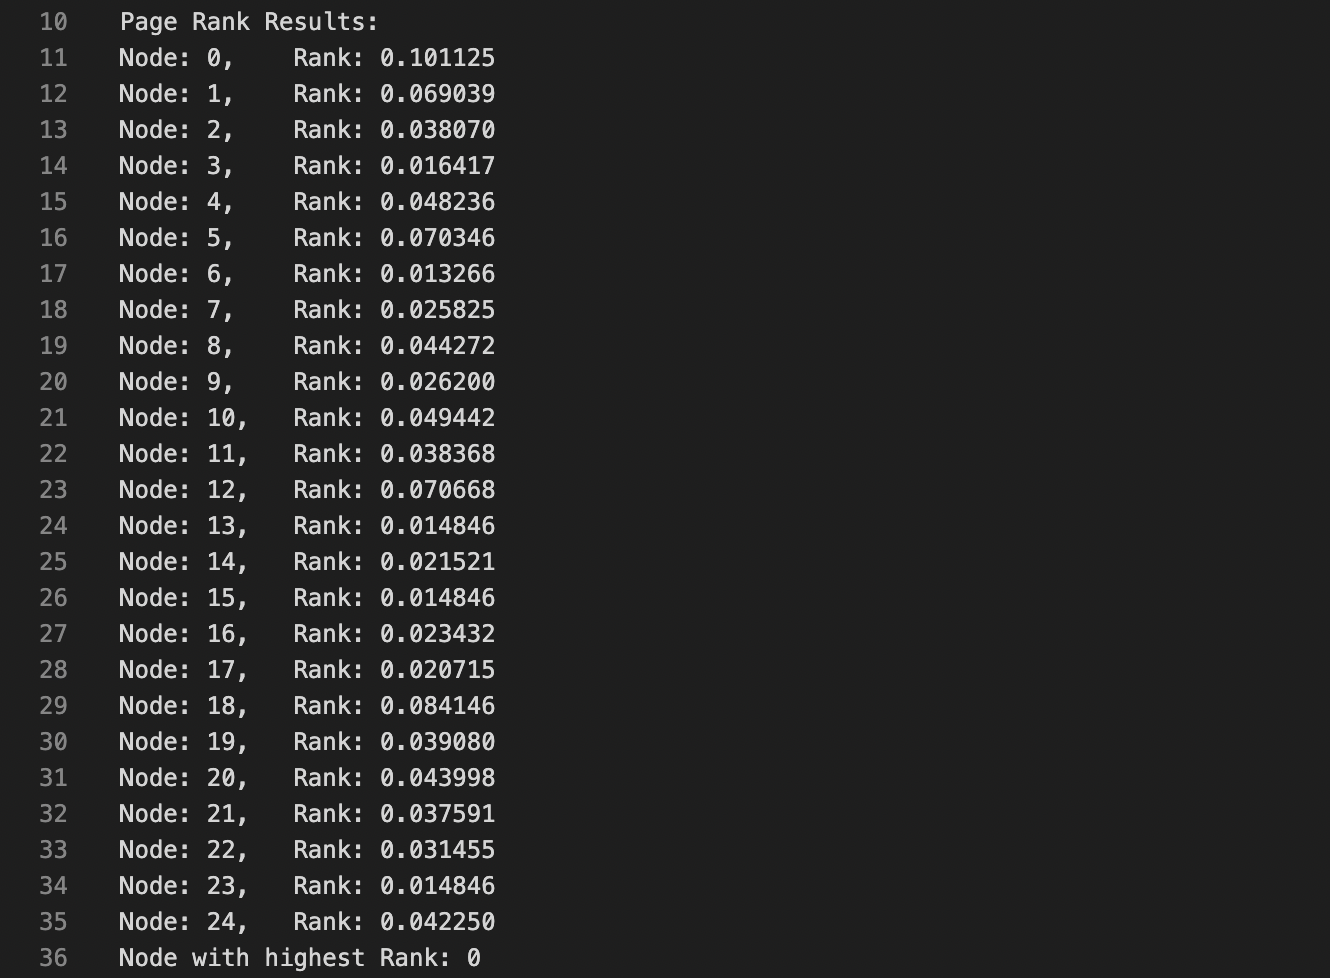 10 Page Rank Results:
11 Node: 0, Rank: 0.101125
12 Node: 1, Rank: 0.069039
13 Node: 2, Rank: 0.038070
14 Node: 3, Rank: 0.016417
15 Node: 4, Rank: 0.048236
16 Node: 5, Rank: 0.070346
17 Node: 6, Rank: 0.013266
18 Node: 7, Rank: 0.025825
19 Node: 8, Rank: 0.044272
20 Node: 9, Rank: 0.026200
21 Node: 10, Rank: 0.049442
22 Node: 11, Rank: 0.038368
23 Node: 12, Rank: 0.070668
24 Node: 13, Rank: 0.014846
25 Node: 14, Rank: 0.021521
26 Node: 15, Rank: 0.014846
27 Node: 16, Rank: 0.023432
28 Node: 17, Rank: 0.020715
29 Node: 18, Rank: 0.084146
30 Node: 19, Rank: 0.039080
31 Node: 20, Rank: 0.043998
32 Node: 21, Rank: 0.037591
33 Node: 22, Rank: 0.031455
34 Node: 23, Rank: 0.014846
35 Node: 24, Rank: 0.042250
36 Node with highest Rank: 0